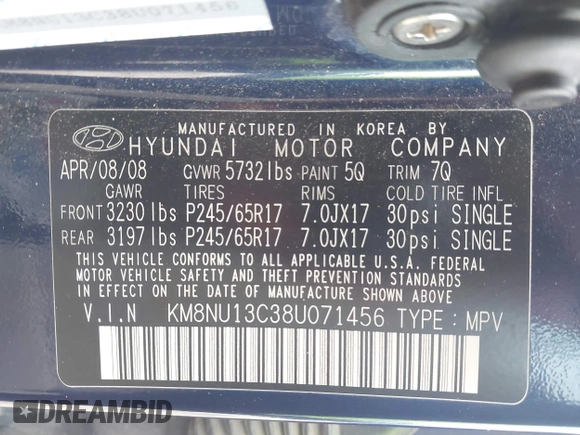 8NU13C38U071456
MANUFACTURED IN KOREA BY
HYUNDAI MOTOR COMPANY
APR/08/08 GVWR 5732lbs PAINT 5Q TRIM 7Q
GAWR TIRES RIMS COLD TIRE INFL
FRONT 3230lbs P245/65R17 7.0JX17 30psi SINGLE
REAR 3197lbs P245/65R17 7.0JX17 30psi SINGLE
THIS VEHICLE CONFORMS TO ALL APPLICABLE U.S.A. FEDERAL
MOTOR VEHICLE SAFETY AND THEFT PREVENTION STANDARDS
IN EFFECT ON THE DATE OF MANUFACTURE SHOWN ABOVE.
V.I.N KM8NU13C38U071456 TYPE : MPV
DREAMBID